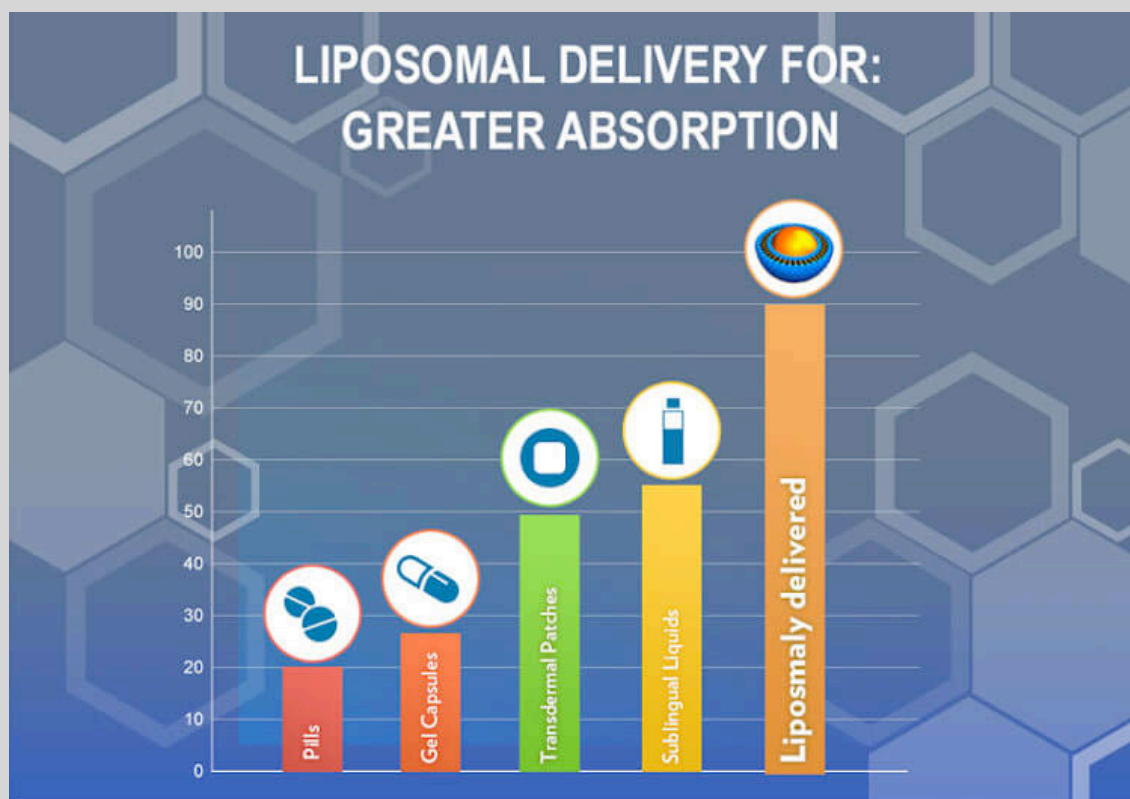 LIPOSOMAL DELIVERY FOR:
GREATER ABSORPTION
100
90
80
70
60
50
40
30
20
10
0
Pills
Gel Capsules
Transdermal Patches
Sublingual Liquids
Liposmaly delivered